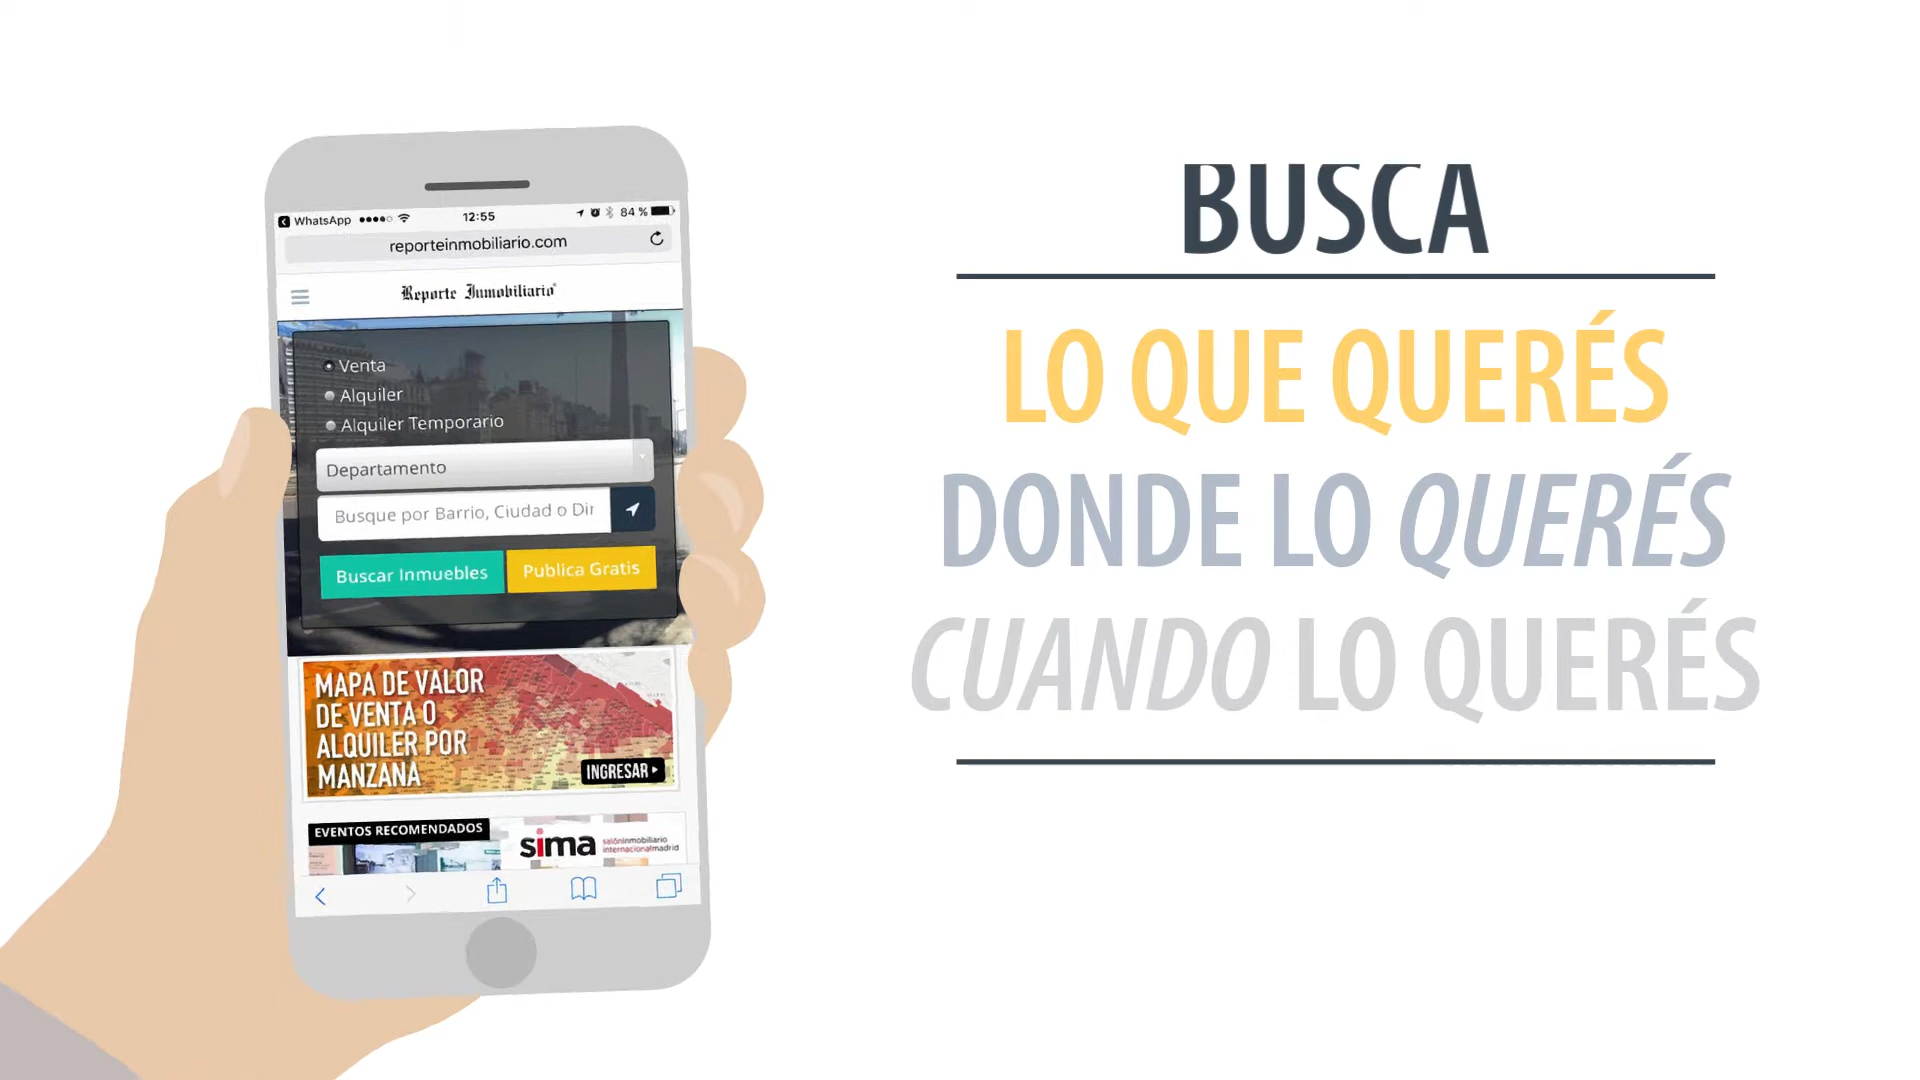 WhatsApp 12:55 84 %
reporteinmobiliario.com
Reporte Inmobiliario
Venta
Alquiler
Alquiler Temporario
Departamento
Busque por Barrio, Ciudad o Dir
Buscar Inmuebles Publica Gratis
MAPA DE VALOR
DE VENTA O
ALQUILER POR
MANZANA
INGRESAR
EVENTOS RECOMENDADOS
sima salóninmobiliario
internacionalmadrid
BUSCA
LO QUE QUERÉS
DONDE LO QUERÉS
CUANDO LO QUERÉS